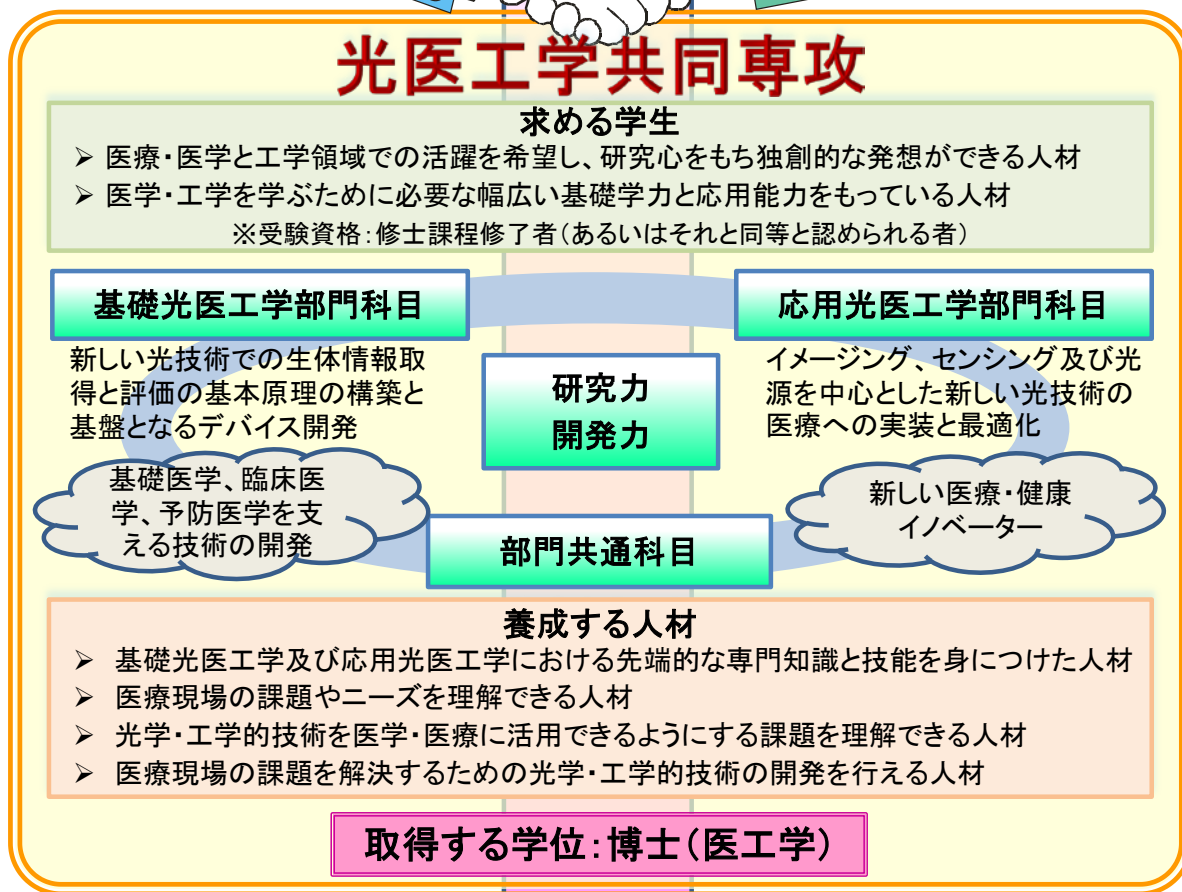 光医工学共同専攻
求める学生
➢ 医療・医学と工学領域での活躍を希望し、研究心をもち独創的な発想ができる人材
➢ 医学・工学を学ぶために必要な幅広い基礎学力と応用能力をもっている人材
※受験資格:修士課程修了者(あるいはそれと同等と認められる者)
基礎光医工学部門科目
新しい光技術での生体情報取
得と評価の基本原理の構築と
基盤となるデバイス開発
基礎医学、臨床医
学、予防医学を支
える技術の開発
研究力
開発力
応用光医工学部門科目
イメージング、センシング及び光
源を中心とした新しい光技術の
医療への実装と最適化
新しい医療・健康
イノベーター
部門共通科目
養成する人材
➢ 基礎光医工学及び応用光医工学における先端的な専門知識と技能を身につけた人材
➢ 医療現場の課題やニーズを理解できる人材
➢ 光学・工学的技術を医学・医療に活用できるようにする課題を理解できる人材
➢ 医療現場の課題を解決するための光学・工学的技術の開発を行える人材
取得する学位:博士(医工学)